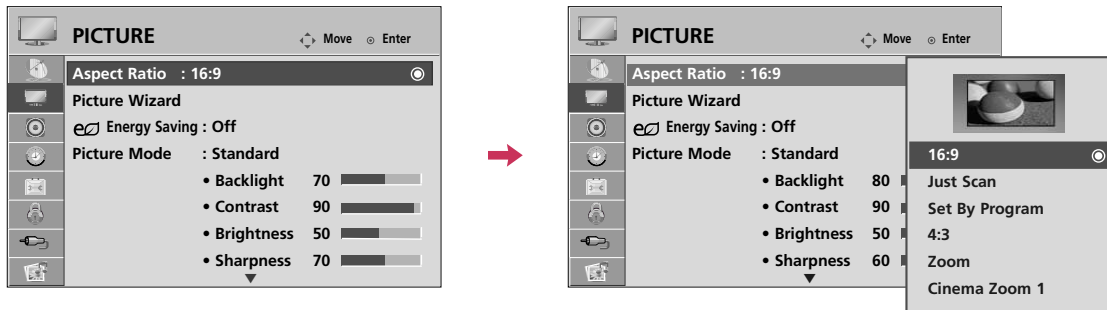 PICTURE
Move
Enter
Aspect Ratio : 16:9
Picture Wizard
Energy Saving : Off
Picture Mode : Standard
• Backlight 70
• Contrast 90
• Brightness 50
• Sharpness 70
PICTURE
Move
Enter
Aspect Ratio : 16:9
Picture Wizard
Energy Saving : Off
Picture Mode : Standard
• Backlight 80
• Contrast 90
• Brightness 50
• Sharpness 60
16:9
Just Scan
Set By Program
4:3
Zoom
Cinema Zoom 1